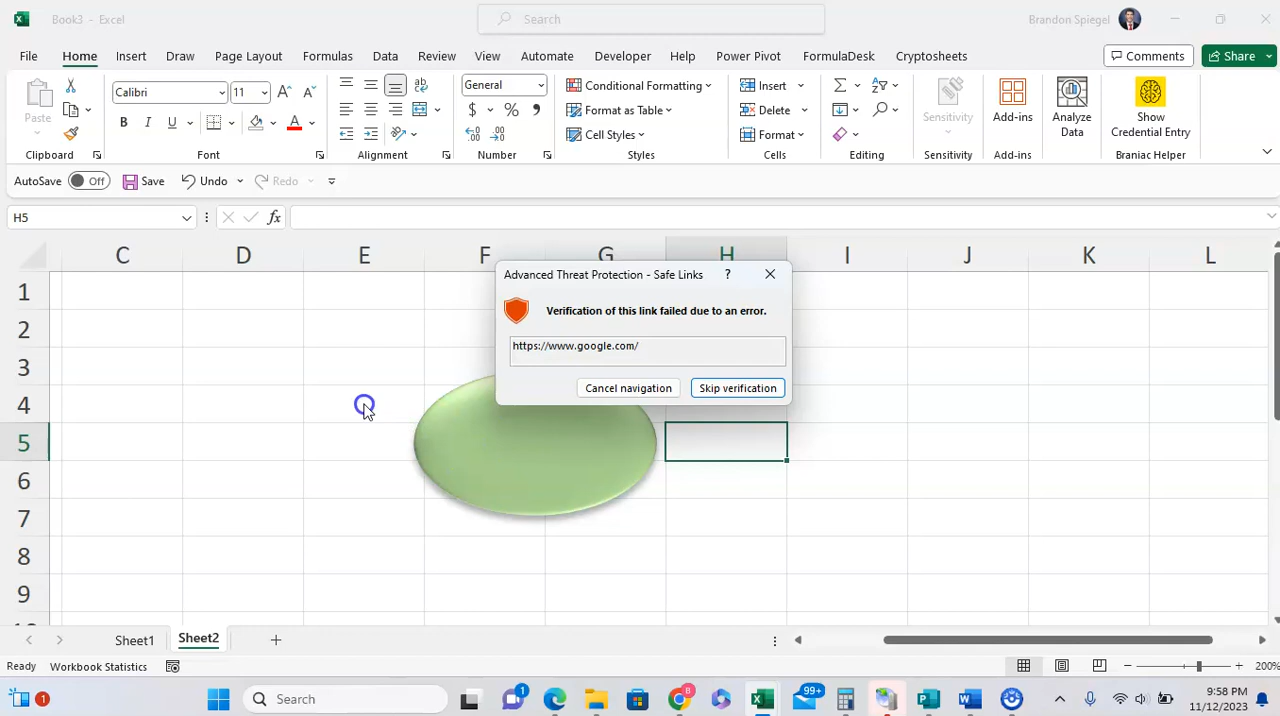 Book3 - Excel
Search
Brandon Spiegel
File Home Insert Draw Page Layout Formulas Data Review View Automate Developer Help Power Pivot FormulaDesk Cryptosheets Comments Share
Paste
Calibri 11
B I U
General
$ % 9
Conditional Formatting
Format as Table
Cell Styles
Insert
Delete
Format
Sensitivity
Add-ins
Analyze Data
Show Credential Entry
Clipboard Font Alignment Number Styles Cells Editing Sensitivity Add-ins Braniac Helper
AutoSave Off Save Undo Redo
H5 fx
C D E F G H I J K L
1
2
3
4
5
6
7
8
9
Advanced Threat Protection - Safe Links ?
Verification of this link failed due to an error.
https://www.google.com/
Cancel navigation Skip verification
Sheet1 Sheet2
Ready Workbook Statistics 200%
1 Search 1 99+ 9:58 PM
11/12/2023